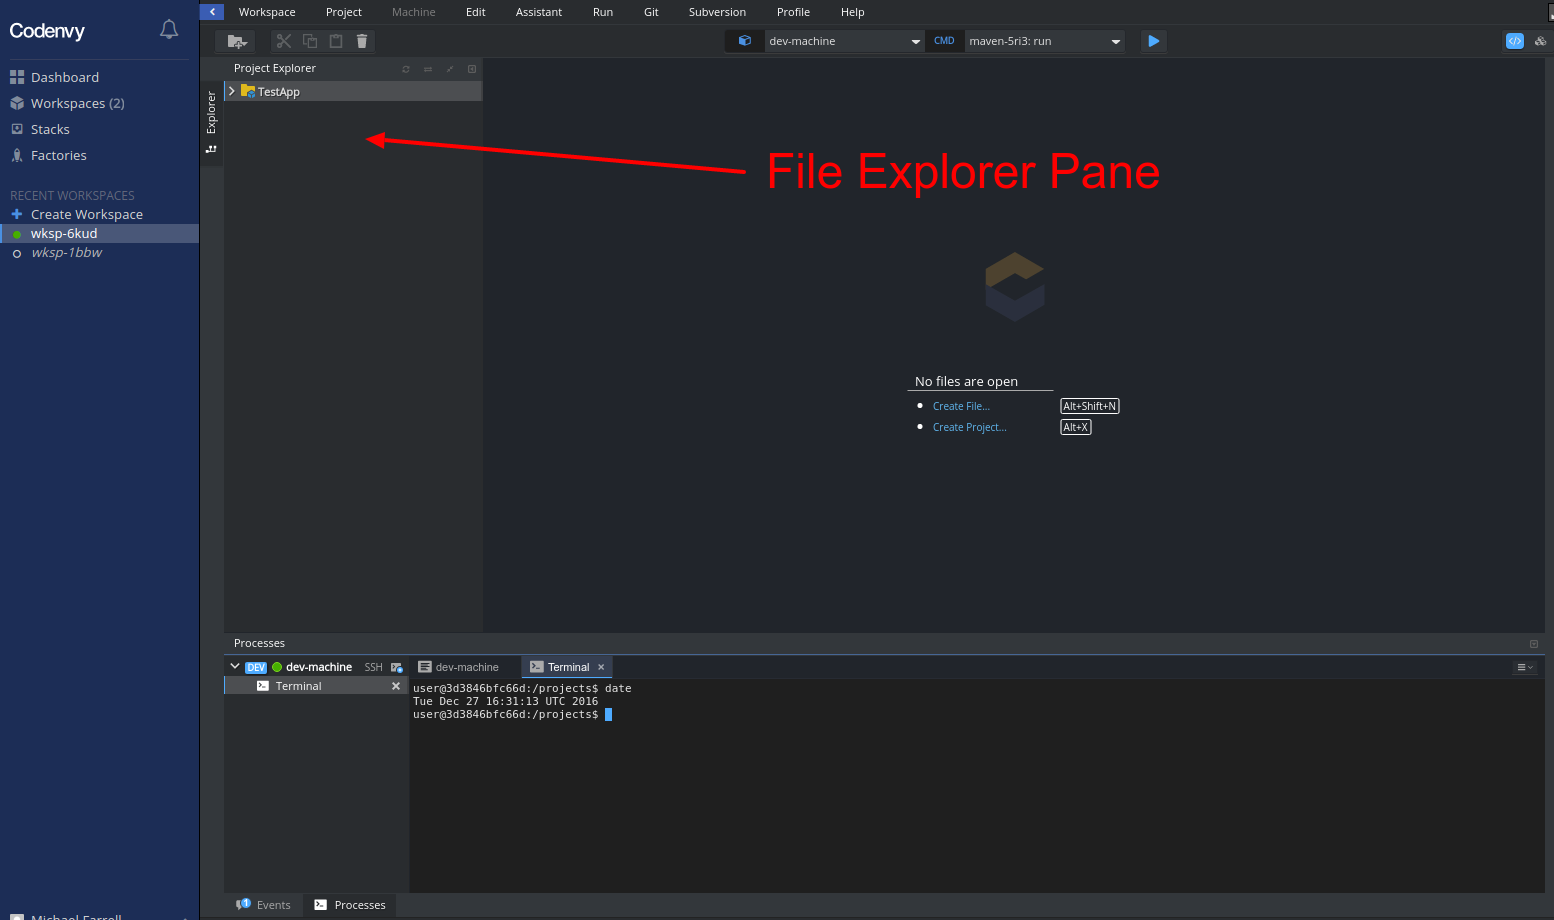 Codenvy
Dashboard
Workspaces (2)
Stacks
Factories
RECENT WORKSPACES
Create Workspace
wksp-6kud
wksp-1bbw
Workspace Project Machine Edit Assistant Run Git Subversion Profile Help
dev-machine CMD maven-5ri3: run
Project Explorer
Explorer
TestApp
File Explorer Pane
No files are open
Create File... Alt+Shift+N
Create Project... Alt+X
Processes
DEV dev-machine SSH dev-machine Terminal
Terminal
user@3d3846bfc66d:/projects$ date
Tue Dec 27 16:31:13 UTC 2016
user@3d3846bfc66d:/projects$
1 Events Processes
Michael Farrell